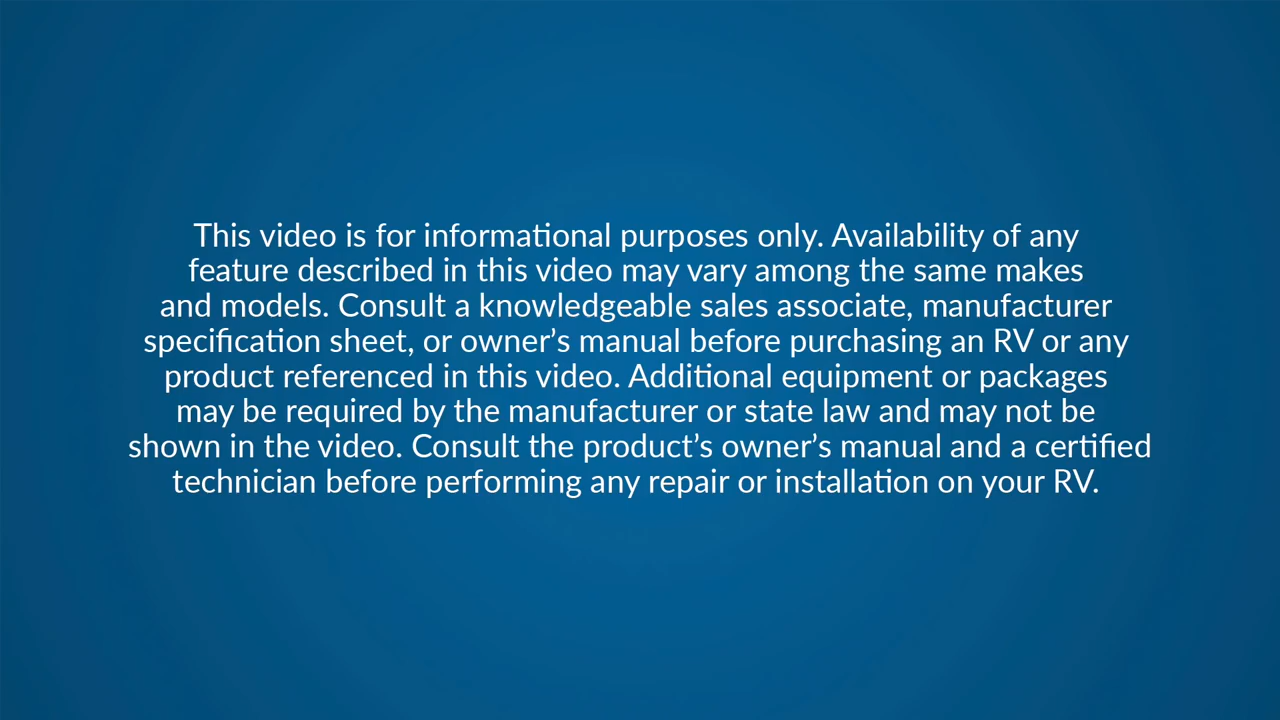 This video is for informational purposes only. Availability of any
feature described in this video may vary among the same makes
and models. Consult a knowledgeable sales associate, manufacturer
specification sheet, or owner’s manual before purchasing an RV or any
product referenced in this video. Additional equipment or packages
may be required by the manufacturer or state law and may not be
shown in the video. Consult the product’s owner’s manual and a certified
technician before performing any repair or installation on your RV.